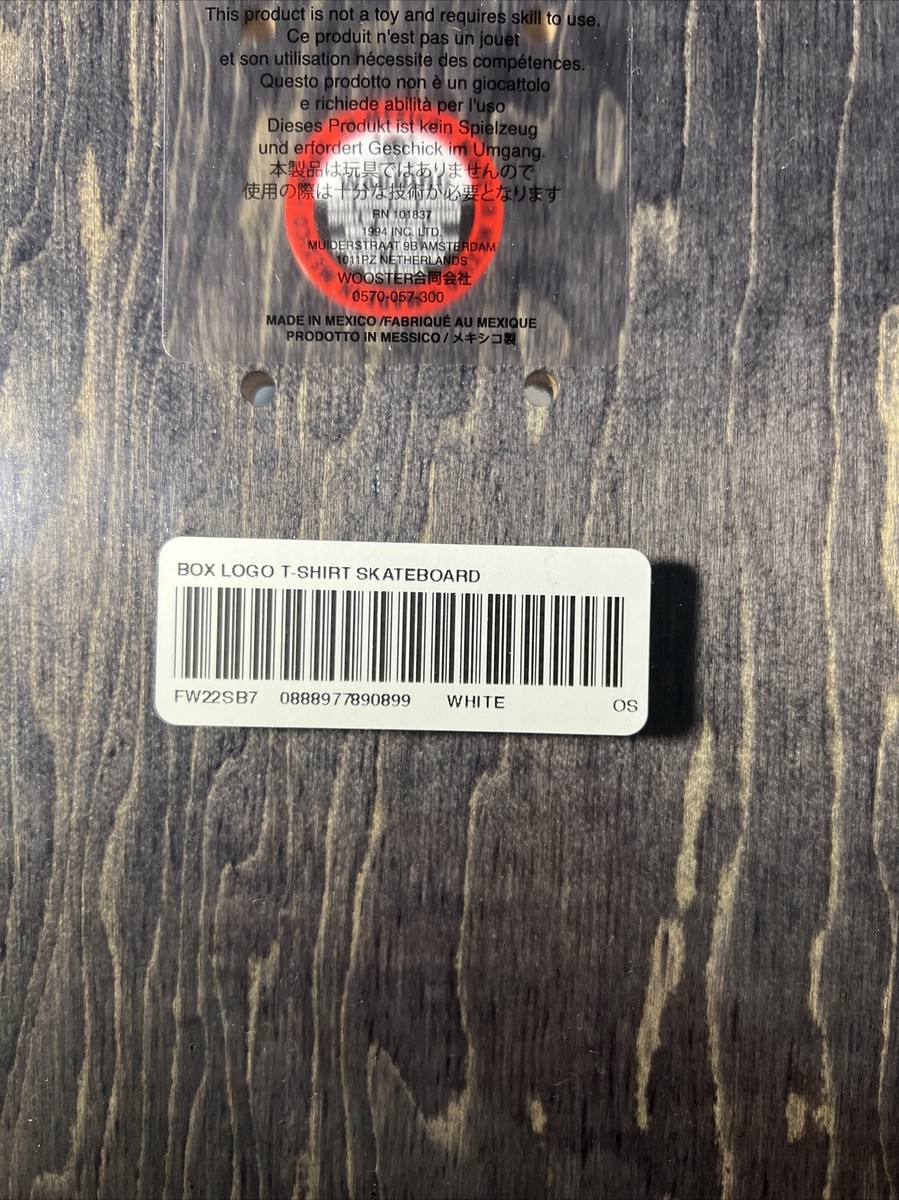 This product is not a toy and requires skill to use.
Ce produit n'est pas un jouet
et son utilisation nécessite des compétences.
Questo prodotto non è un giocattolo
e richiede abilità per l'uso
Dieses Produkt ist kein Spielzeug
und erfordert Geschick im Umgang.
本製品は玩具ではありませんので
使用の際は十分な技術が必要となります
RN 101837
1994 INC. LTD.
MUIDERSTRAAT 9B AMSTERDAM
1011PZ NETHERLANDS
WOOSTER合同会社
0570-057-300
MADE IN MEXICO /FABRIQUÉ AU MEXIQUE
PRODOTTO IN MESSICO / メキシコ製
BOX LOGO T-SHIRT SKATEBOARD
FW22SB7 0888977890899 WHITE OS